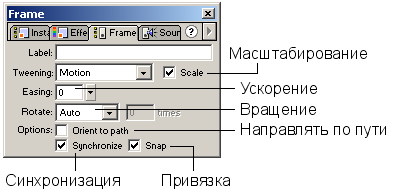 Frame
Insta Effe Frame Soun ?
Label:
Tweening: Motion Scale
Масштабирование
Easing: 0
Ускорение
Rotate: Auto 0 times
Вращение
Options: Orient to path
Направлять по пути
Synchronize Snap
Синхронизация Привязка